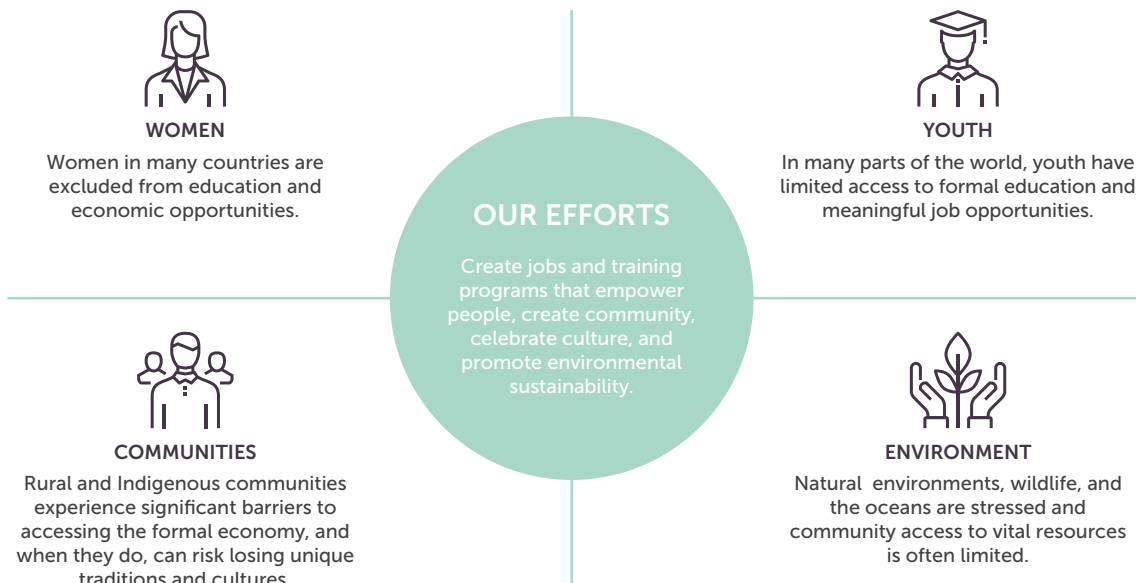 WOMEN
Women in many countries are
excluded from education and
economic opportunities.
YOUTH
In many parts of the world, youth have
limited access to formal education and
meaningful job opportunities.
OUR EFFORTS
Create jobs and training
programs that empower
people, create community,
celebrate culture, and
promote environmental
sustainability.
COMMUNITIES
Rural and Indigenous communities
experience significant barriers to
accessing the formal economy, and
when they do, can risk losing unique
traditions and cultures
ENVIRONMENT
Natural  environments, wildlife, and
the oceans are stressed and
community access to vital resources
is often limited.